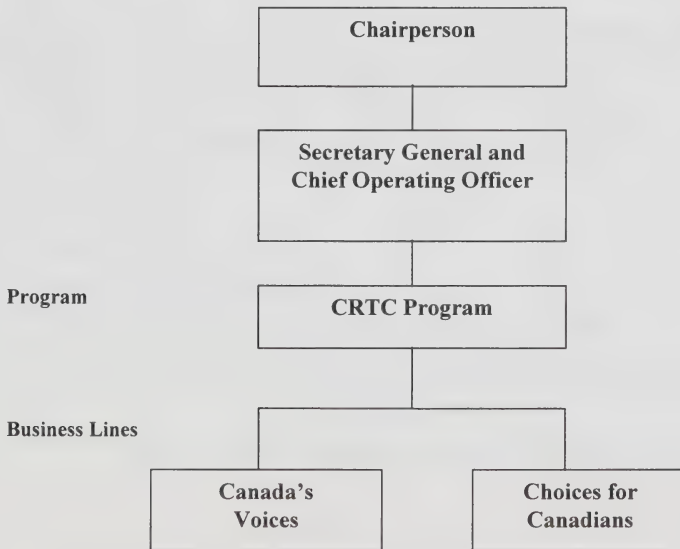 Chairperson
Secretary General and
Chief Operating Officer
Program
CRTC Program
Business Lines
Canada's
Voices
Choices for
Canadians